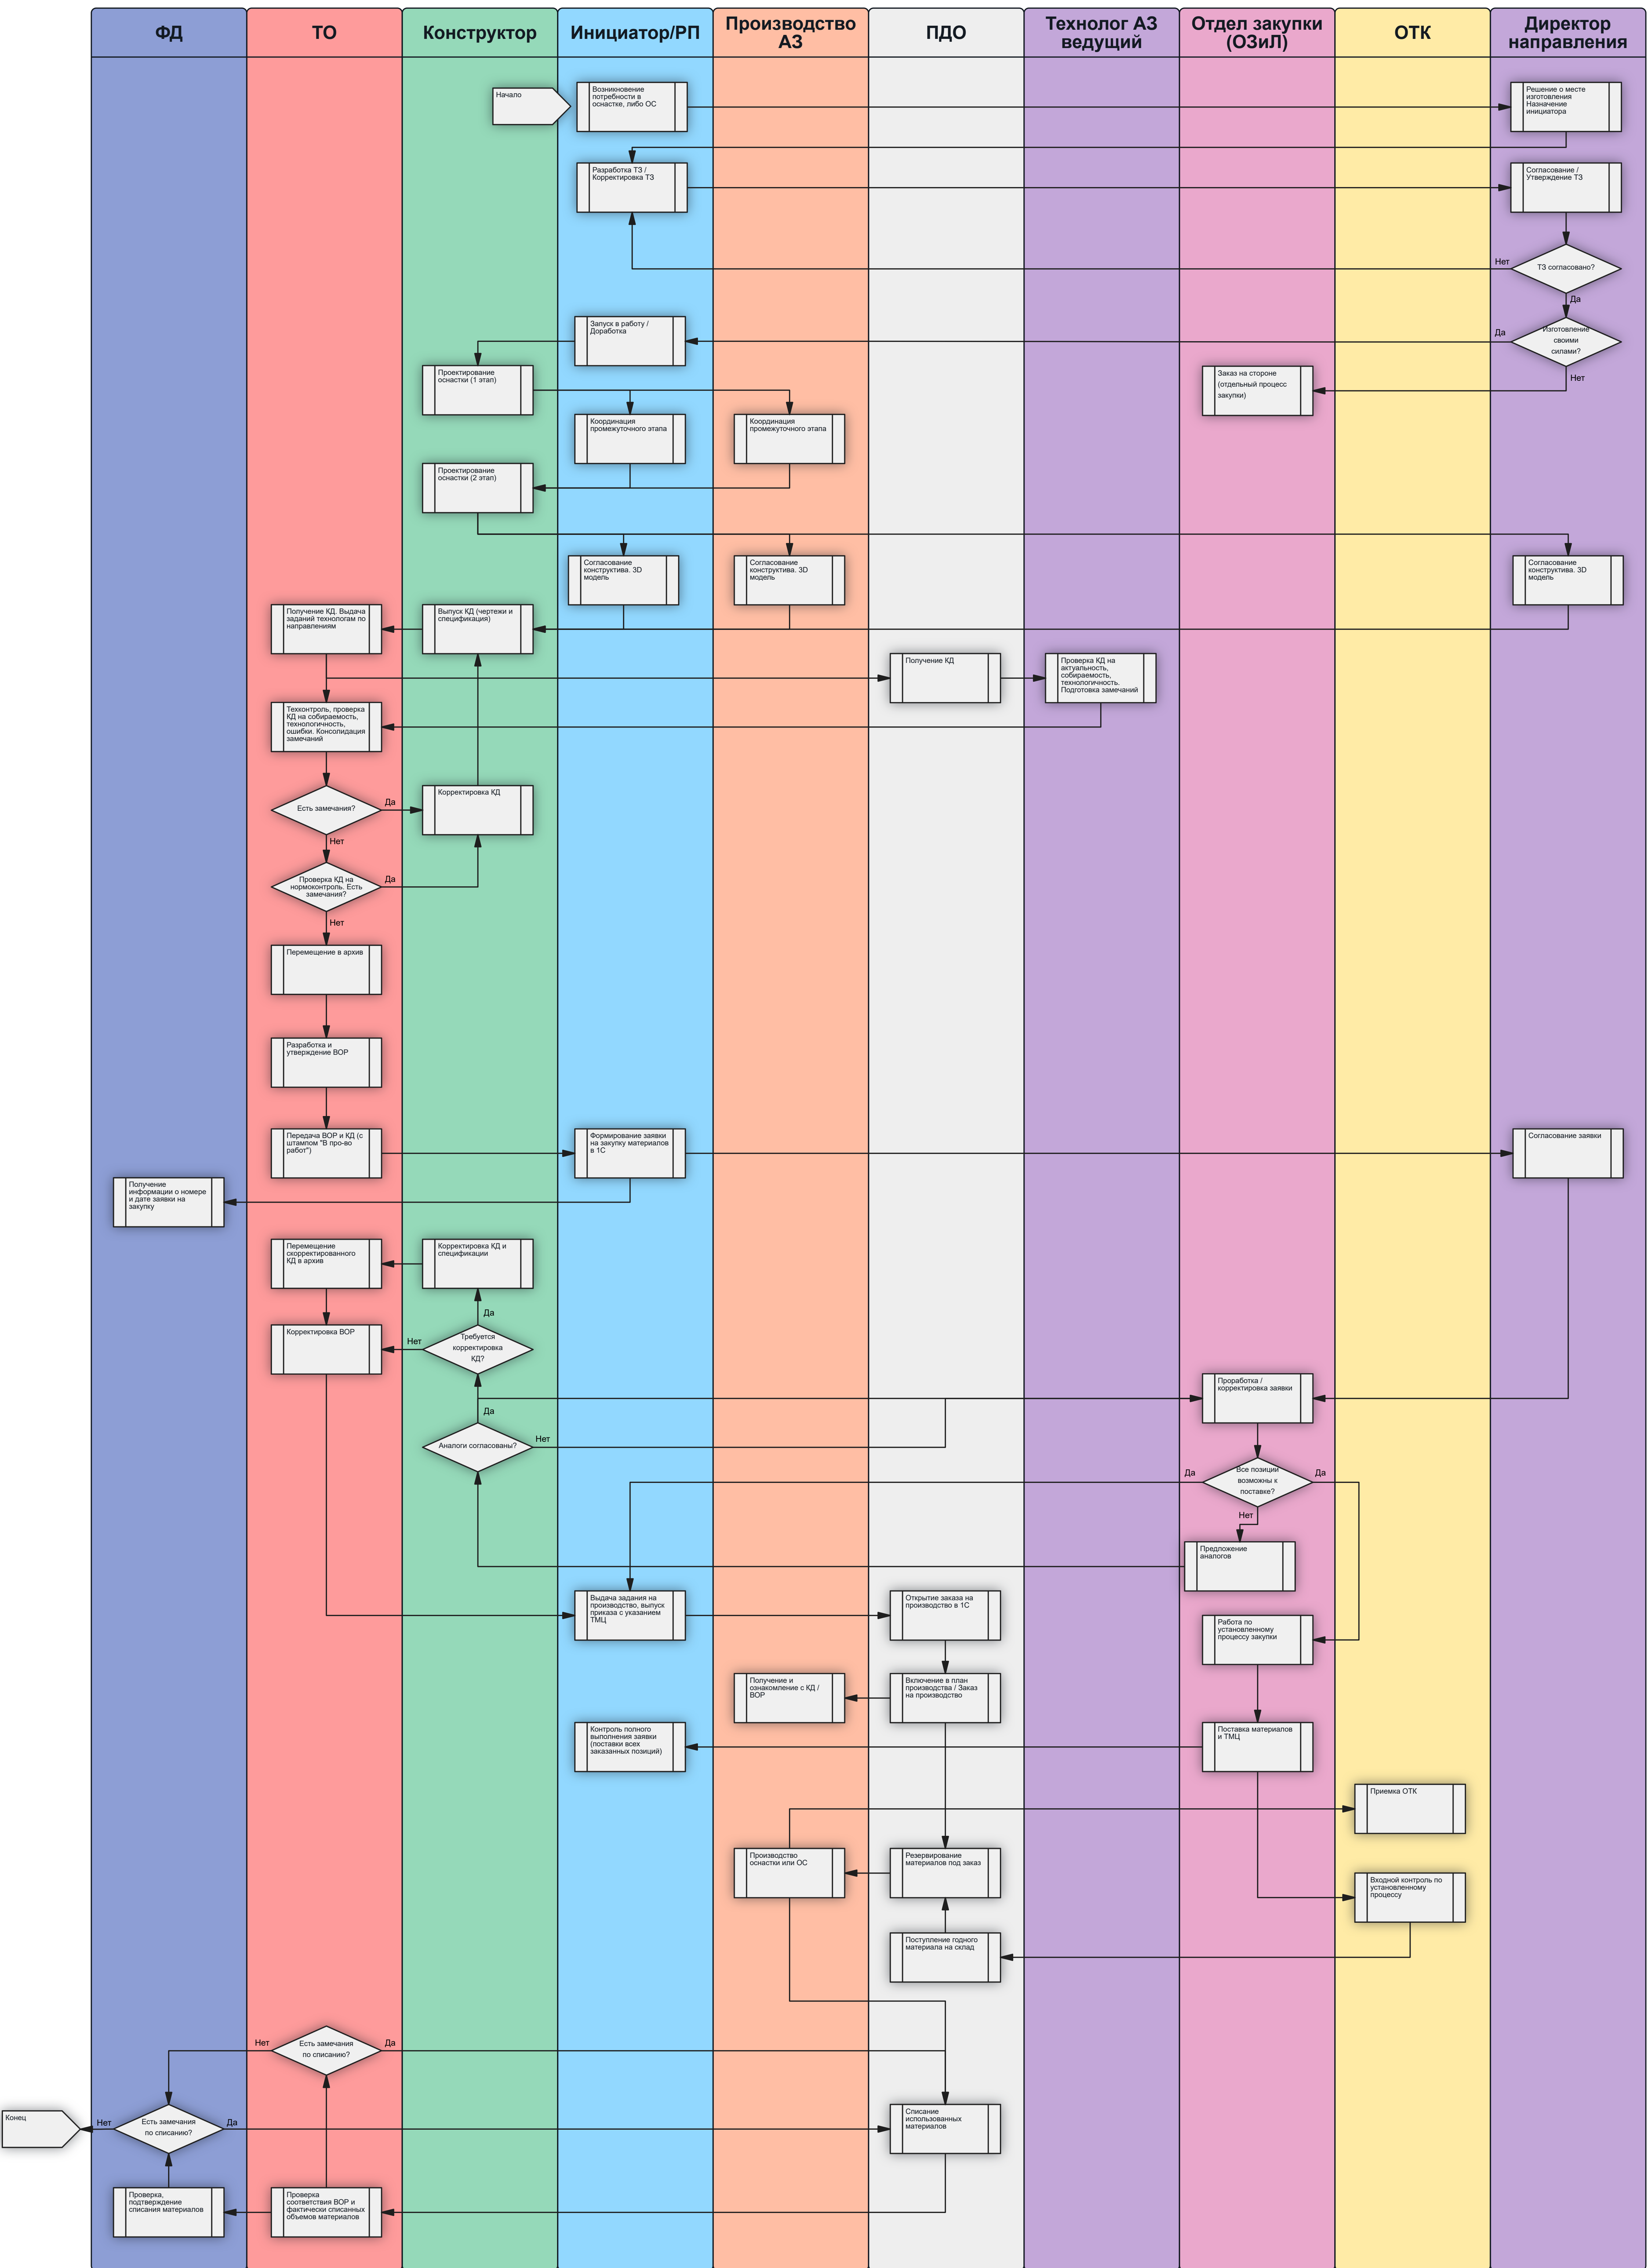 ФД
ТО
Конструктор
Инициатор/РП
Производство
АЗ
ПДО
Технолог АЗ
ведущий
Отдел закупки
(ОЗиЛ)
ОТК
Директор
направления
Начало
Возникновение
потребности в
оснастке, либо ОС
Решение о месте
изготовления
Назначение
инициатора
Разработка ТЗ /
Корректировка ТЗ
Согласование /
Утверждение ТЗ
Нет
ТЗ согласовано?
Да
Запуск в работу /
Доработка
Да
Изготовление
своими
силами?
Нет
Проектирование
оснастки (1 этап)
Заказ на стороне
(отдельный процесс
закупки)
Координация
промежуточного этапа
Координация
промежуточного этапа
Проектирование
оснастки (2 этап)
Согласование
конструктива. 3D
модель
Согласование
конструктива. 3D
модель
Согласование
конструктива. 3D
модель
Получение КД. Выдача
заданий технологам по
направлениям
Выпуск КД (чертежи и
спецификация)
Получение КД
Проверка КД на
актуальность,
собираемость,
технологичность.
Подготовка замечаний
Техконтроль, проверка
КД на собираемость,
технологичность,
ошибки. Консолидация
замечаний
Есть замечания?
Да
Корректировка КД
Нет
Проверка КД на
нормоконтроль. Есть
замечания?
Да
Нет
Перемещение в архив
Разработка и
утверждение ВОР
Передача ВОР и КД (с
штампом "В про-во
работ")
Формирование заявки
на закупку материалов
в 1С
Согласование заявки
Получение
информации о номере
и дате заявки на
закупку
Перемещение
скорректированного
КД в архив
Корректировка КД и
спецификации
Да
Корректировка ВОР
Нет
Требуется
корректировка
КД?
Проработка /
корректировка заявки
Да
Аналоги согласованы?
Нет
Да
Все позиции
возможны к
поставке?
Да
Нет
Предложение
аналогов
Выдача задания на
производство, выпуск
приказа с указанием
ТМЦ
Открытие заказа на
производство в 1С
Работа по
установленному
процессу закупки
Получение и
ознакомление с КД /
ВОР
Включение в план
производства / Заказ
на производство
Контроль полного
выполнения заявки
(поставки всех
заказанных позиций)
Поставка материалов
и ТМЦ
Приемка ОТК
Производство
оснастки или ОС
Резервирование
материалов под заказ
Входной контроль по
установленному
процессу
Поступление годного
материала на склад
Нет
Есть замечания
по списанию?
Да
Конец
Нет
Есть замечания
по списанию?
Да
Списание
использованных
материалов
Проверка,
подтверждение
списания материалов
Проверка
соответствия ВОР и
фактически списанных
объемов материалов